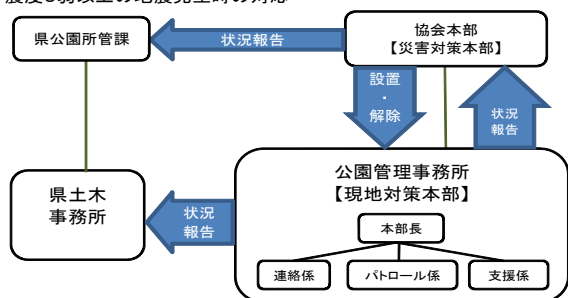 震度5弱以上の地震発生時の対応
県公園所管課
状況報告
協会本部
【災害対策本部】
設置
・
解除
状況
報告
県土木
事務所
状況
報告
公園管理事務所
【現地対策本部】
本部長
連絡係
パトロール係
支援係